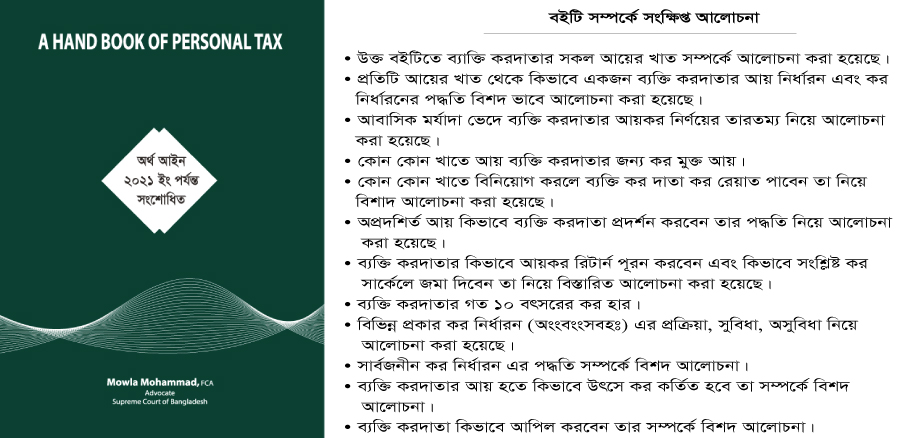 A HAND BOOK OF PERSONAL TAX
অর্থ আইন
২০২১ ইং পর্যন্ত
সংশোধিত
Mowla Mohammad, FCA
Advocate
Supreme Court of Bangladesh
বইটি সম্পর্কে সংক্ষিপ্ত আলোচনা
• উক্ত বইটিতে ব্যাক্তি করদাতার সকল আয়ের খাত সম্পর্কে আলোচনা করা হয়েছে।
• প্রতিটি আয়ের খাত থেকে কিভাবে একজন ব্যক্তি করদাতার আয় নির্ধারন এবং কর
নির্ধারনের পদ্ধতি বিশদ ভাবে আলোচনা করা হয়েছে।
• আবাসিক মর্যাদা ভেদে ব্যক্তি করদাতার আয়কর নির্ণয়ের তারতম্য নিয়ে আলোচনা
করা হয়েছে।
• কোন কোন খাতে আয় ব্যক্তি করদাতার জন্য কর মুক্ত আয়।
• কোন কোন খাতে বিনিয়োগ করলে ব্যক্তি কর দাতা কর রেয়াত পাবেন তা নিয়ে
বিশাদ আলোচনা করা হয়েছে।
• অপ্রদশির্ত আয় কিভাবে ব্যক্তি করদাতা প্রদর্শন করবেন তার পদ্ধতি নিয়ে আলোচনা
করা হয়েছে।
• ব্যক্তি করদাতার কিভাবে আয়কর রিটার্ন পূরন করবেন এবং কিভাবে সংশ্লিষ্ট কর
সার্কেলে জমা দিবেন তা নিয়ে বিস্তারিত আলোচনা করা হয়েছে।
• ব্যক্তি করদাতার গত ১০ বৎসরের কর হার।
• বিভিন্ন প্রকার কর নির্ধারন (অংংবংংসবহঃ) এর প্রক্রিয়া, সুবিধা, অসুবিধা নিয়ে
আলোচনা করা হয়েছে।
• সার্বজনীন কর নির্ধারন এর পদ্ধতি সম্পর্কে বিশদ আলোচনা।
• ব্যক্তি করদাতার আয় হতে কিভাবে উৎসে কর কর্তিত হবে তা সম্পর্কে বিশদ
আলোচনা।
• ব্যক্তি করদাতা কিভাবে আপিল করবেন তার সম্পর্কে বিশদ আলোচনা।